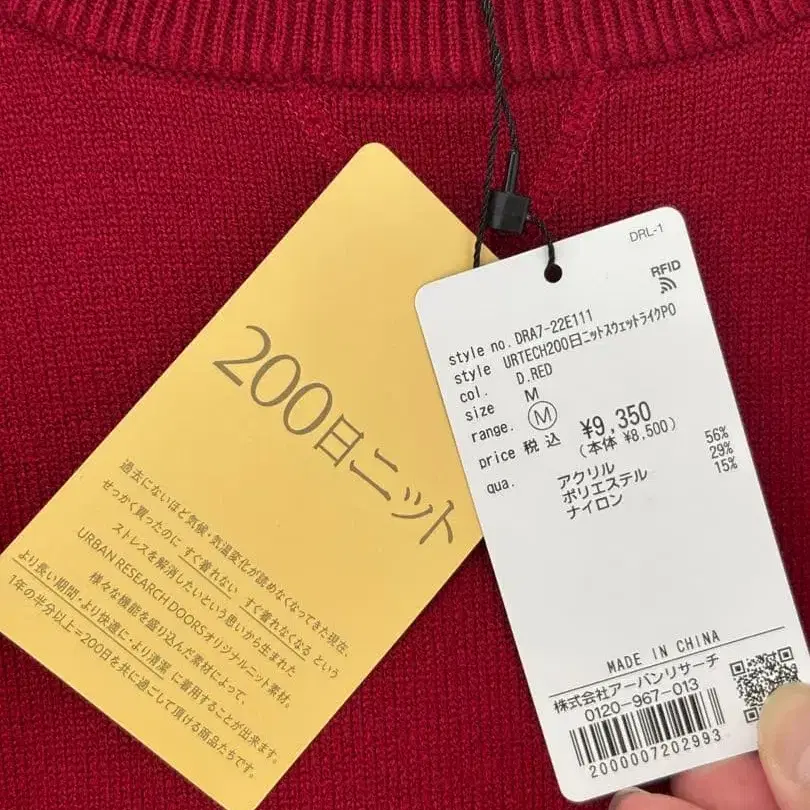 200日ニット
過去にないほど気候・気温変化が読めなくなってきた現在、
せっかく買ったのに すぐ着れない すぐ着れなくなる という
ストレスを解消したいという思いから生まれた
URBAN RESEARCH DOORSオリジナルニット素材。
様々な機能を盛り込んだ素材によって、
より長い期間・より快適に・より清潔 に着用することが出来ます。
1年の半分以上=200日を共に過ごして頂ける商品たちです。
DRL-1
RFID
style no. DRA7-22E111
style URTECH200日ニットスウェットライクPO
col. D.RED
size M
range. M
price 税込 ¥9,350
(本体 ¥8,500)
qua. アクリル 56%
ポリエステル 29%
ナイロン 15%
MADE IN CHINA
株式会社アーバンリサーチ
0120-967-013
2000007202993